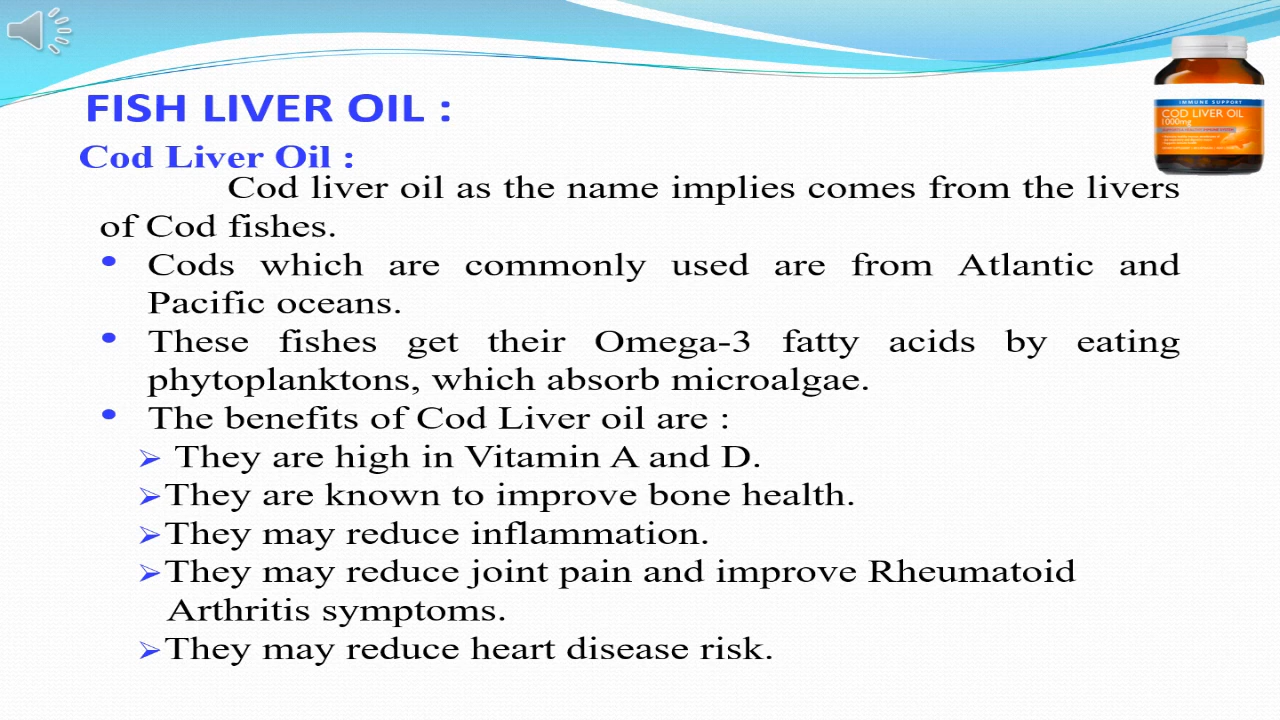 FISH LIVER OIL :
IMMUNE SUPPORT
COD LIVER OIL
1000mg
Cod Liver Oil :
Cod liver oil as the name implies comes from the livers
of Cod fishes.
• Cods which are commonly used are from Atlantic and
Pacific oceans.
• These fishes get their Omega-3 fatty acids by eating
phytoplanktons, which absorb microalgae.
• The benefits of Cod Liver oil are :
➢ They are high in Vitamin A and D.
➢They are known to improve bone health.
➢They may reduce inflammation.
➢They may reduce joint pain and improve Rheumatoid
Arthritis symptoms.
➢They may reduce heart disease risk.